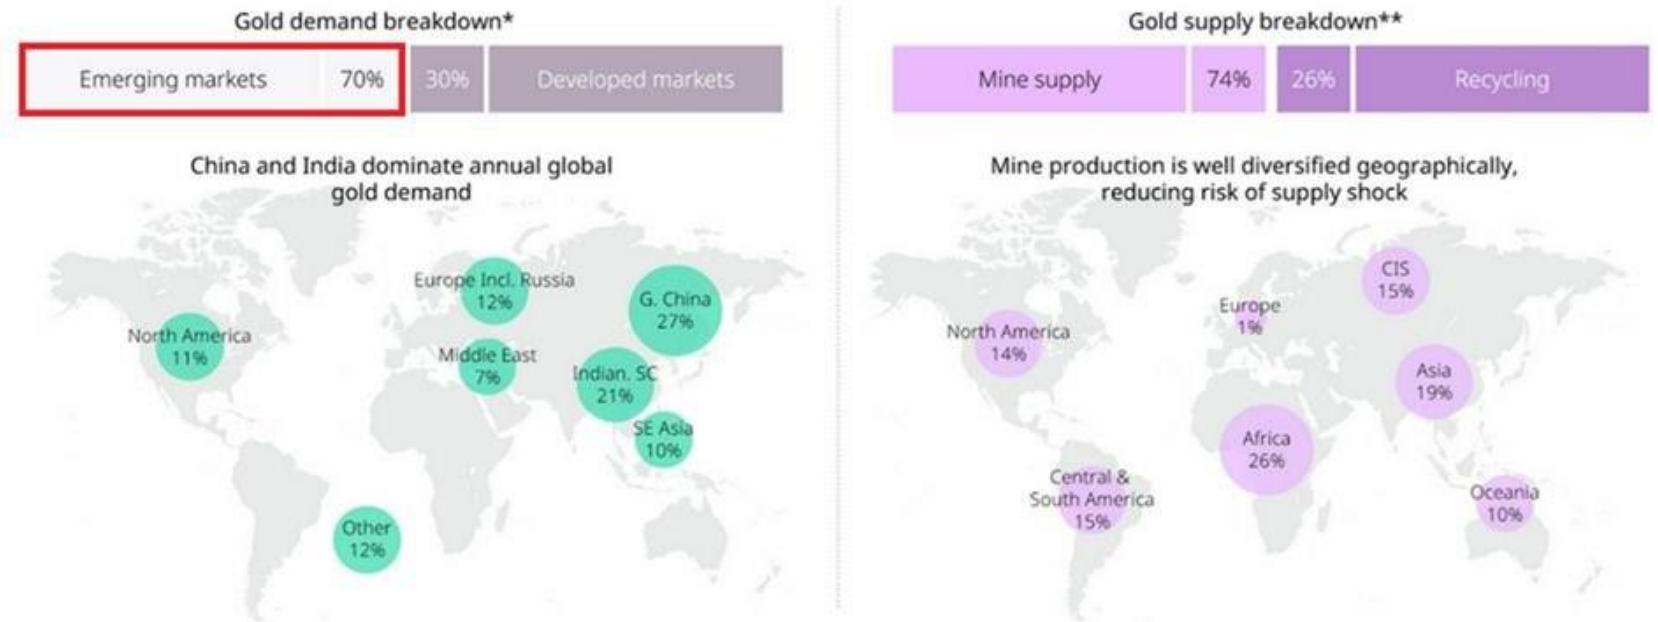 Gold demand breakdown*
Emerging markets 70% 30% Developed markets
China and India dominate annual global
gold demand
Europe Incl. Russia
12%
G. China
27%
North America
11%
Middle East
7%
Indian. SC
21%
SE Asia
10%
Other
12%
Gold supply breakdown**
Mine supply 74% 26% Recycling
Mine production is well diversified geographically,
reducing risk of supply shock
CIS
15%
Europe
1%
North America
14%
Asia
19%
Africa
26%
Central &
South America
15%
Oceania
10%